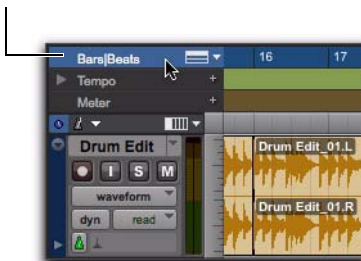 Bars|Beats 16 17
Tempo +
Meter +
Drum Edit Drum Edit_01.L
I S M
waveform
dyn read Drum Edit_01.R